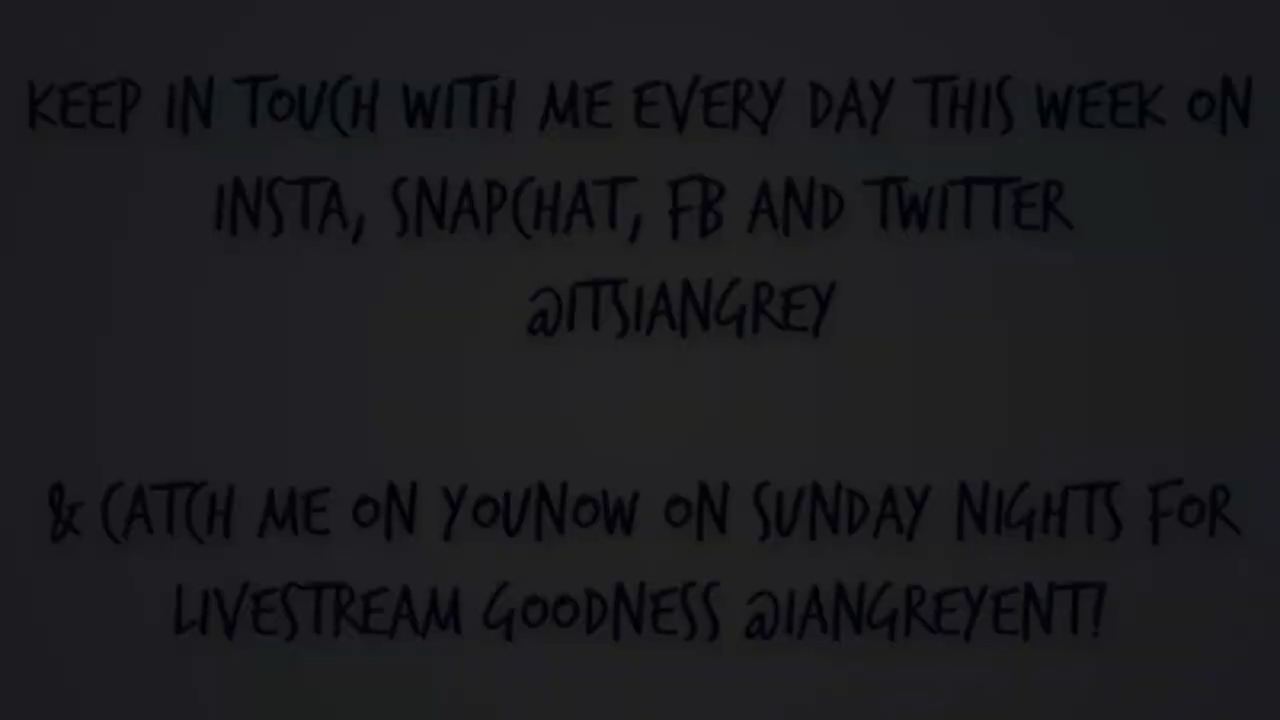 KEEP IN TOUCH WITH ME EVERY DAY THIS WEEK ON
INSTA, SNAPCHAT, FB AND TWITTER
@ITSIANGREY
& CATCH ME ON YOUNOW ON SUNDAY NIGHTS FOR
LIVESTREAM GOODNESS @IANGREYENT!